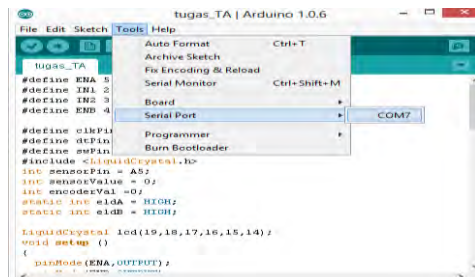 tugas_TA | Arduino 1.0.6
File Edit Sketch Tools Help
Auto Format Ctrl+T
Archive Sketch
Fix Encoding & Reload
Serial Monitor Ctrl+Shift+M
Board
Serial Port COM7
Programmer
Burn Bootloader
tugas_TA
#define ENA 5
#define IN1 2
#define IN2 3
#define ENB 4
#define clkPin
#define dtPin
#define swPin
#include <LiquidCrystal.h>
int sensorPin = A5;
int sensorValue = 0;
int encoderVal =0;
static int oldA = HIGH;
static int oldB = HIGH;
LiquidCrystal lcd(19,18,17,16,15,14);
void setup ()
{
pinMode(ENA,OUTPUT);